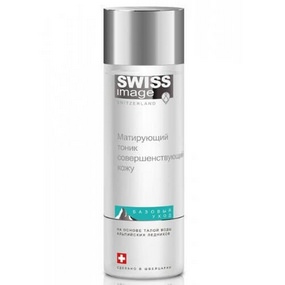 SWISS
image
SWITZERLAND
Матирующий
тоник
совершенствующий
кожу
БАЗОВЫЙ
УХОД
НА ОСНОВЕ ТАЛОЙ ВОДЫ
АЛЬПИЙСКИХ ЛЕДНИКОВ
СДЕЛАНО В ШВЕЙЦАРИИ